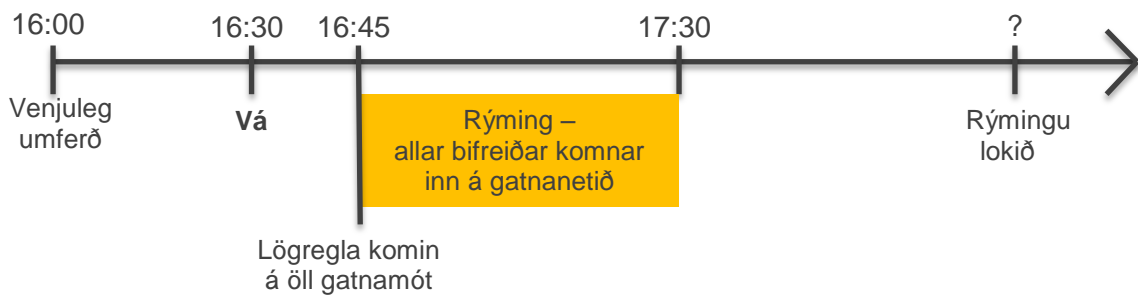 16:00
16:30
16:45
17:30
?
Venjuleg
umferð
Vá
Rýming –
allar bifreiðar komnar
inn á gatnanetið
Rýmingu
lokið
Lögregla komin
á öll gatnamót